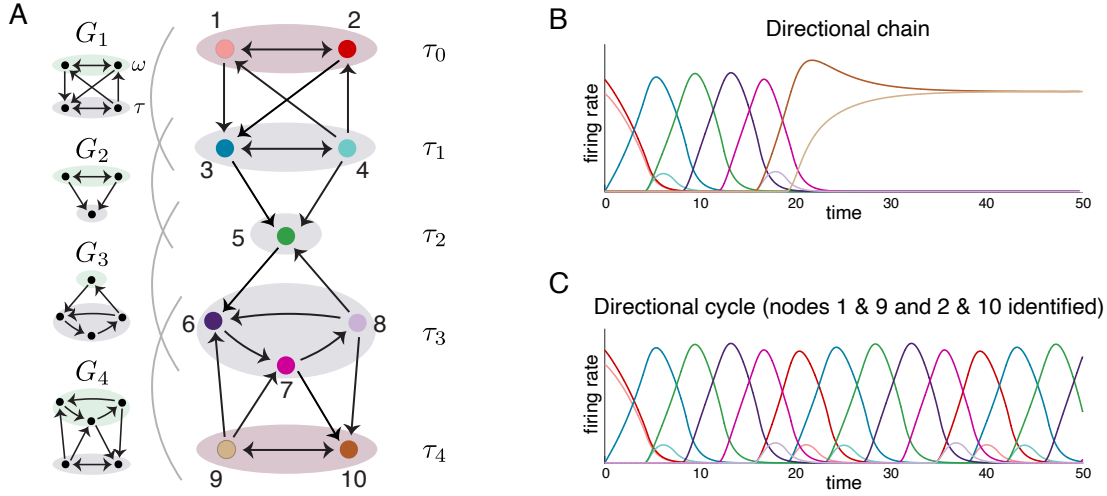 A
G₁
ω
τ
G₂
G₃
G₄
1
2
τ₀
3
4
τ₁
5
τ₂
6
8
7
τ₃
9
10
τ₄
B
Directional chain
firing rate
0
10
20
30
40
50
time
C
Directional cycle (nodes 1 & 9 and 2 & 10 identified)
firing rate
0
10
20
30
40
50
time